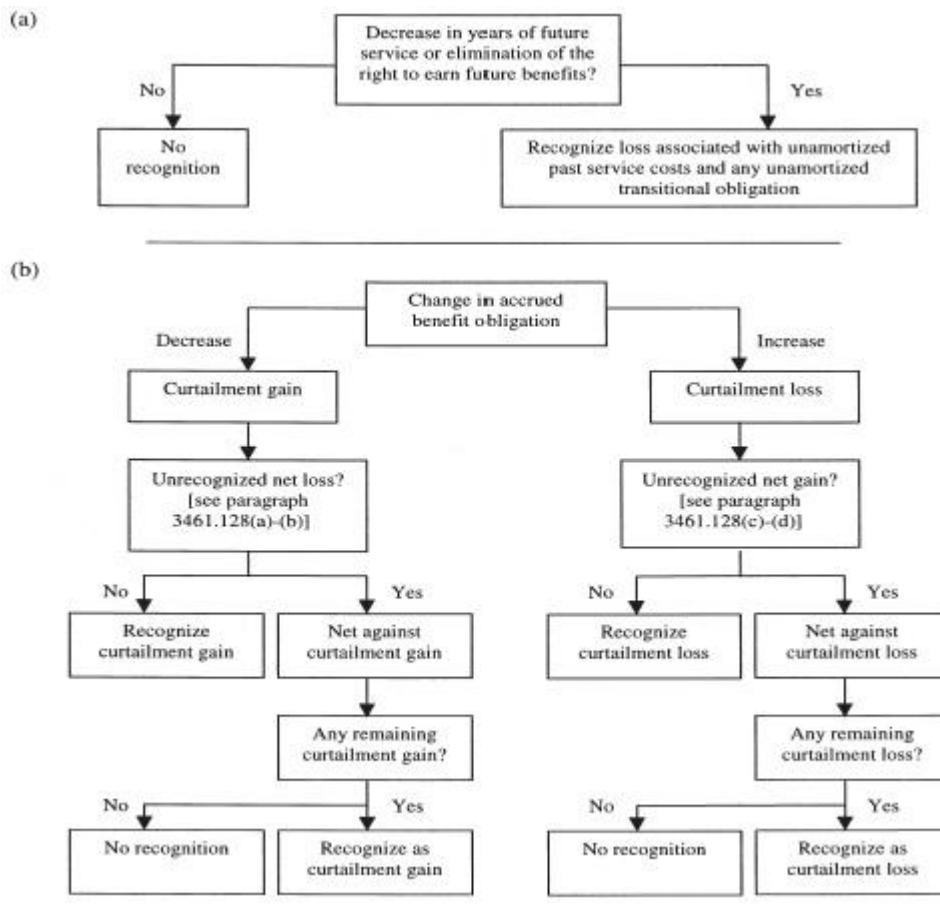 (a)
Decrease in years of future
service or elimination of the
right to earn future benefits?
No
Yes
No
recognition
Recognize loss associated with unamortized
past service costs and any unamortized
transitional obligation
(b)
Change in accrued
benefit obligation
Decrease
Increase
Curtailment gain
Curtailment loss
Unrecognized net loss?
[see paragraph
3461.128(a)-(b)]
Unrecognized net gain?
[see paragraph
3461.128(c)-(d)]
No
Yes
No
Yes
Recognize
curtailment gain
Net against
curtailment gain
Recognize
curtailment loss
Net against
curtailment loss
Any remaining
curtailment gain?
Any remaining
curtailment loss?
No
Yes
No
Yes
No recognition
Recognize as
curtailment gain
No recognition
Recognize as
curtailment loss